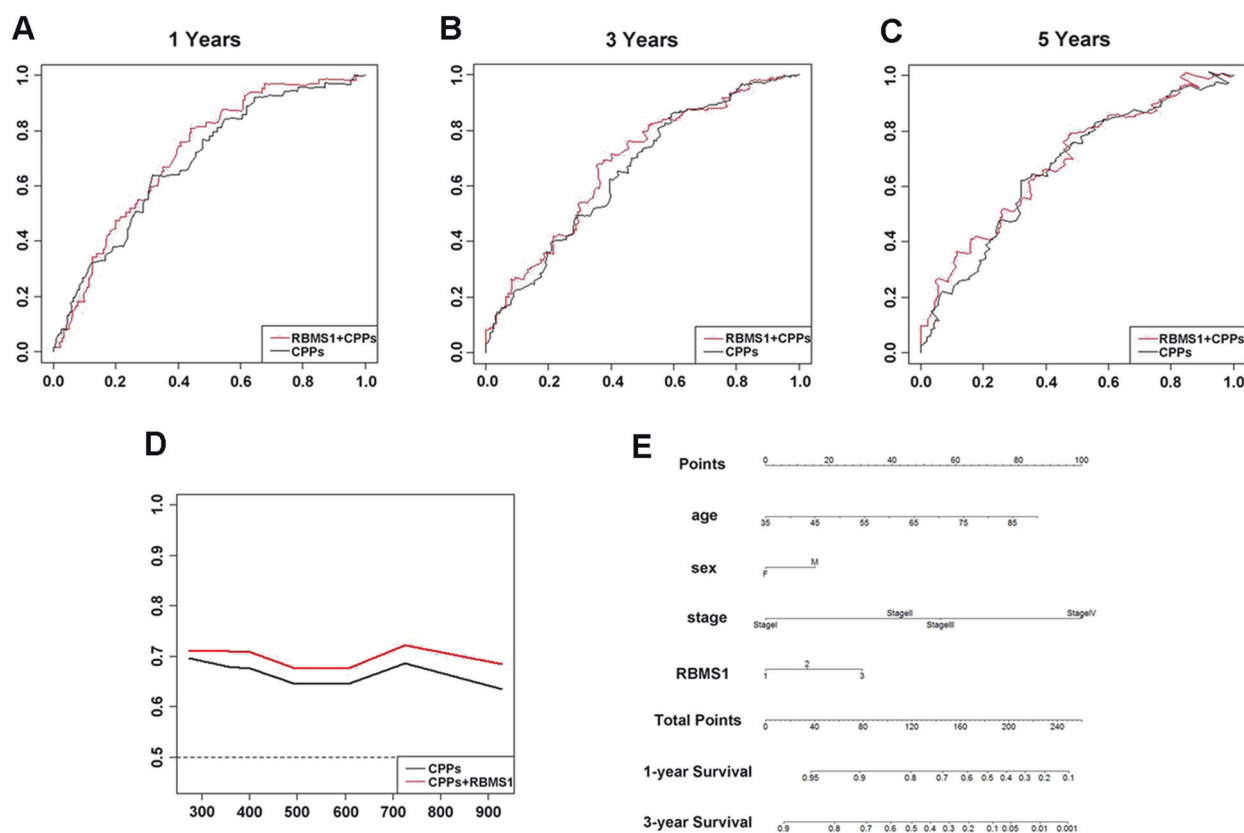 A
1 Years
1.0
0.8
0.6
0.4
0.2
0.0
RBMS1+CPPs
CPPs
0.0 0.2 0.4 0.6 0.8 1.0
B
3 Years
1.0
0.8
0.6
0.4
0.2
0.0
RBMS1+CPPs
CPPs
0.0 0.2 0.4 0.6 0.8 1.0
C
5 Years
1.0
0.8
0.6
0.4
0.2
0.0
RBMS1+CPPs
CPPs
0.0 0.2 0.4 0.6 0.8 1.0
D
1.0
0.9
0.8
0.7
0.6
0.5
CPPs
CPPs+RBMS1
300 400 500 600 700 800 900
E
Points 0 20 40 60 80 100
age
35 45 55 65 75 85
sex
M
F
stage
StageII StageIV
StageI StageIII
RBMS1
2
1 3
Total Points
0 40 80 120 160 200 240
1-year Survival
0.95 0.9 0.8 0.7 0.6 0.5 0.4 0.3 0.2 0.1
3-year Survival
0.9 0.8 0.7 0.6 0.5 0.4 0.3 0.2 0.1 0.05 0.01 0.001